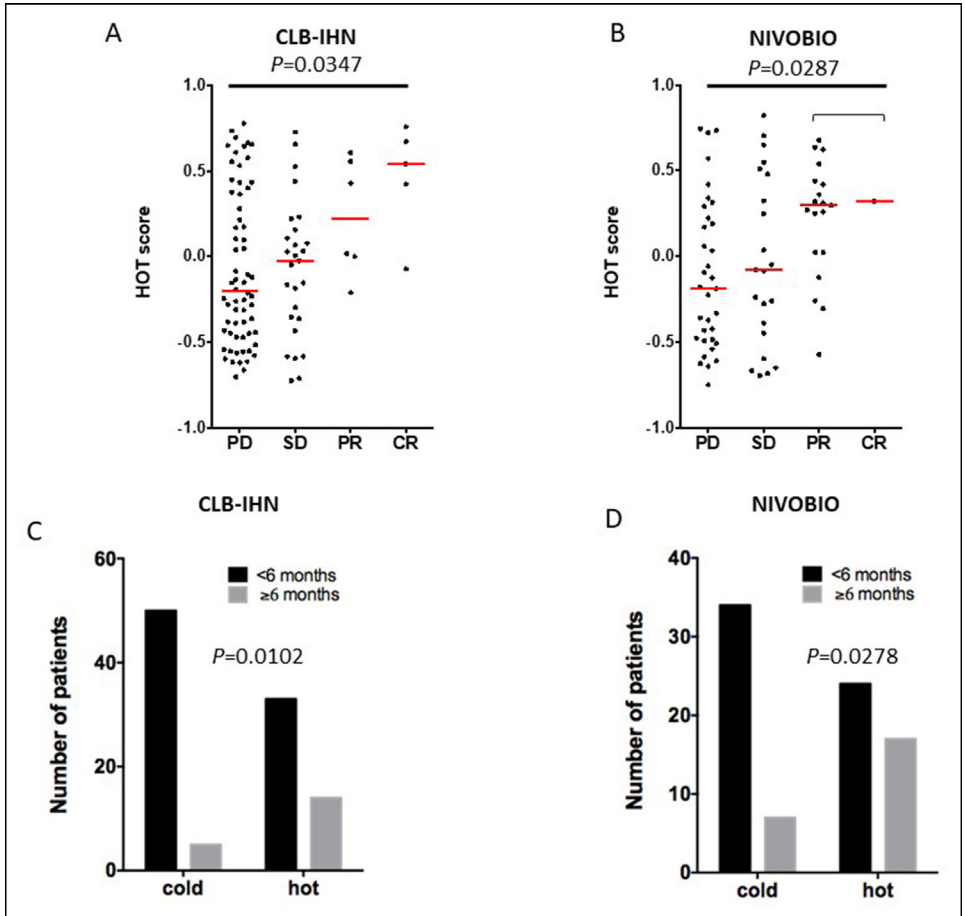 A
CLB-IHN
P=0.0347
1.0
0.5
0.0
-0.5
-1.0
HOT score
PD SD PR CR
B
NIVOBIO
P=0.0287
1.0
0.5
0.0
-0.5
-1.0
HOT score
PD SD PR CR
C
CLB-IHN
60
40
20
0
Number of patients
<6 months
≥6 months
P=0.0102
cold hot
D
NIVOBIO
40
30
20
10
0
Number of patients
<6 months
≥6 months
P=0.0278
cold hot